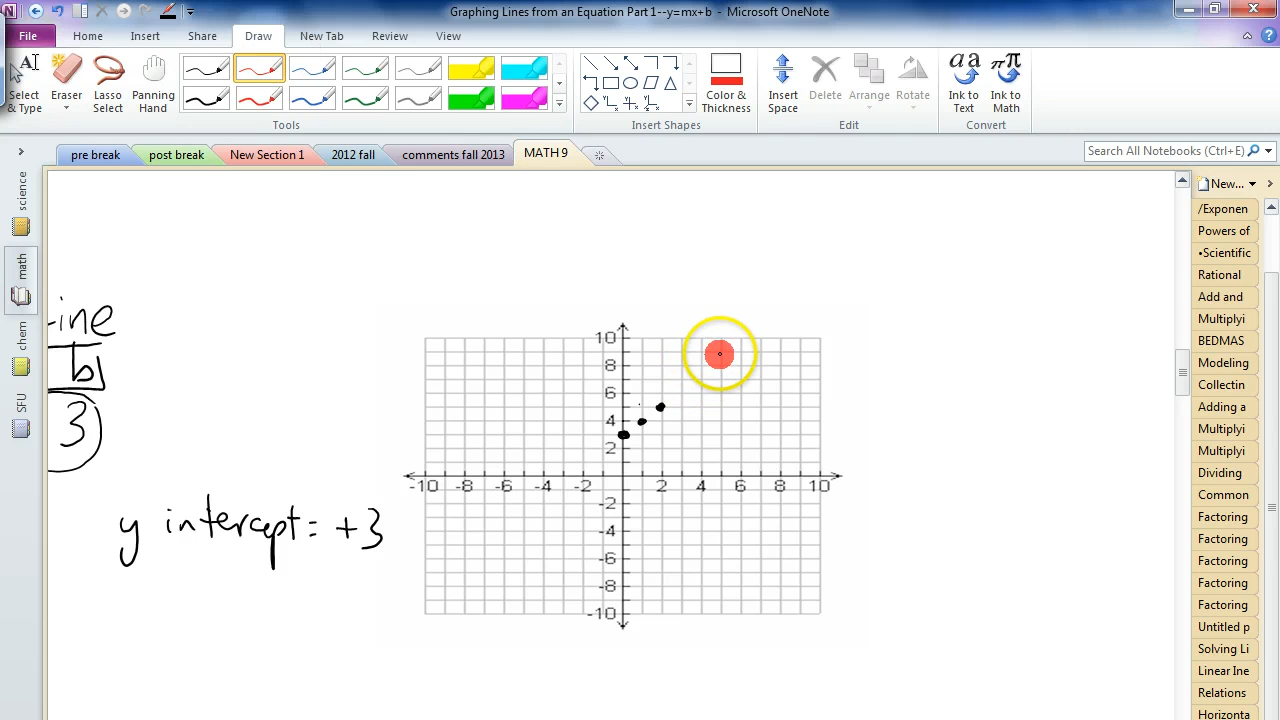 Graphing Lines from an Equation Part 1--y=mx+b - Microsoft OneNote
File Home Insert Share Draw New Tab Review View
Select & Type Eraser Lasso Select Panning Hand Color & Thickness Insert Space Delete Arrange Rotate Ink to Text Ink to Math
Tools Insert Shapes Edit Convert
pre break post break New Section 1 2012 fall comments fall 2013 MATH 9 Search All Notebooks (Ctrl+E)
science
math
chem
SFU
New...
/Exponen
Powers of
•Scientific
Rational
Add and
Multiplyi
BEDMAS
Modeling
Collectin
Adding a
Multiplyi
Multiplyi
Dividing
Common
Factoring
Factoring
Factoring
Factoring
Factoring
Untitled p
Solving Li
Linear Ine
Relations
Horizonta
ine
b
3
y intercept = +3
10
8
6
4
2
-10 -8 -6 -4 -2 2 4 6 8 10
-2
-4
-6
-8
-10